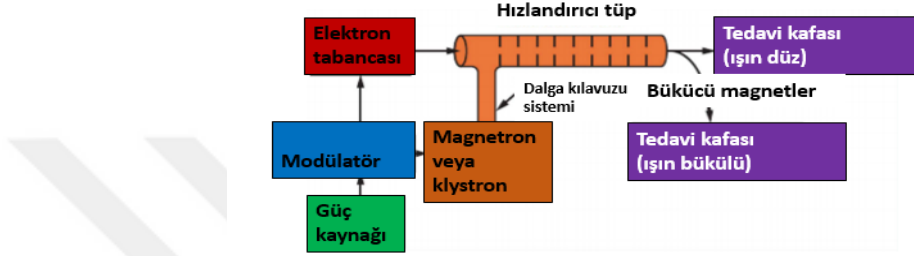 Hızlandırıcı tüp
Elektron
tabancası
Tedavi kafası
(ışın düz)
Dalga kılavuzu
sistemi
Bükücü magnetler
Modülatör
Magnetron
veya
klystron
Tedavi kafası
(ışın bükülü)
Güç
kaynağı